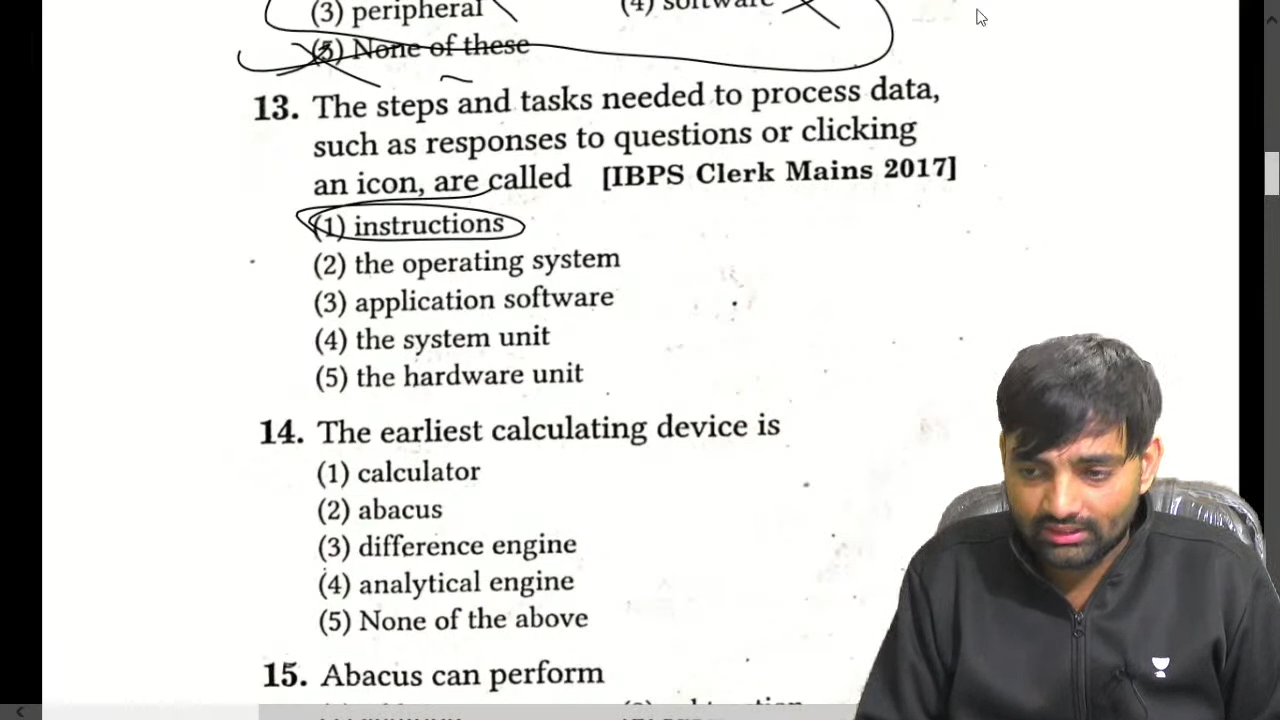 (3) peripheral (4) software
(5) None of these
13. The steps and tasks needed to process data,
such as responses to questions or clicking
an icon, are called [IBPS Clerk Mains 2017]
(1) instructions
(2) the operating system
(3) application software
(4) the system unit
(5) the hardware unit
14. The earliest calculating device is
(1) calculator
(2) abacus
(3) difference engine
(4) analytical engine
(5) None of the above
15. Abacus can perform